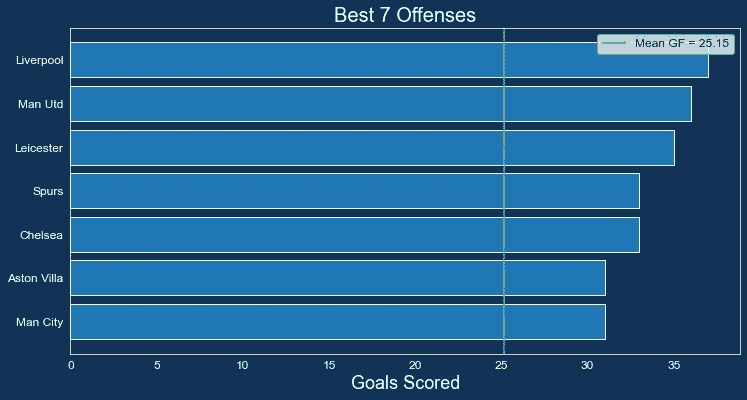 Best 7 Offenses
Mean GF = 25.15
Liverpool
Man Utd
Leicester
Spurs
Chelsea
Aston Villa
Man City
0 5 10 15 20 25 30 35
Goals Scored